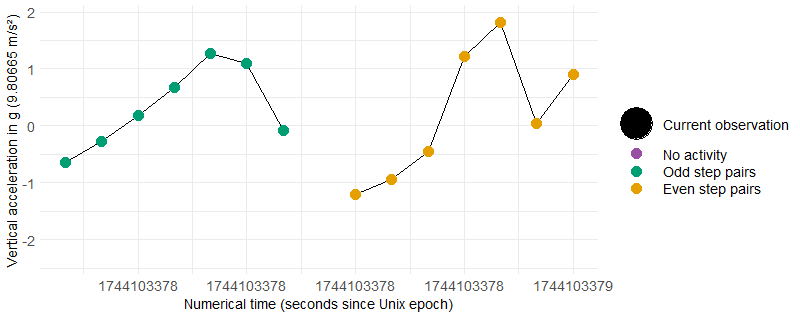 Vertical acceleration in g (9.80665 m/s²)
2
1
0
-1
-2
1744103378
1744103378
1744103378
1744103378
1744103379
Numerical time (seconds since Unix epoch)
Current observation
No activity
Odd step pairs
Even step pairs